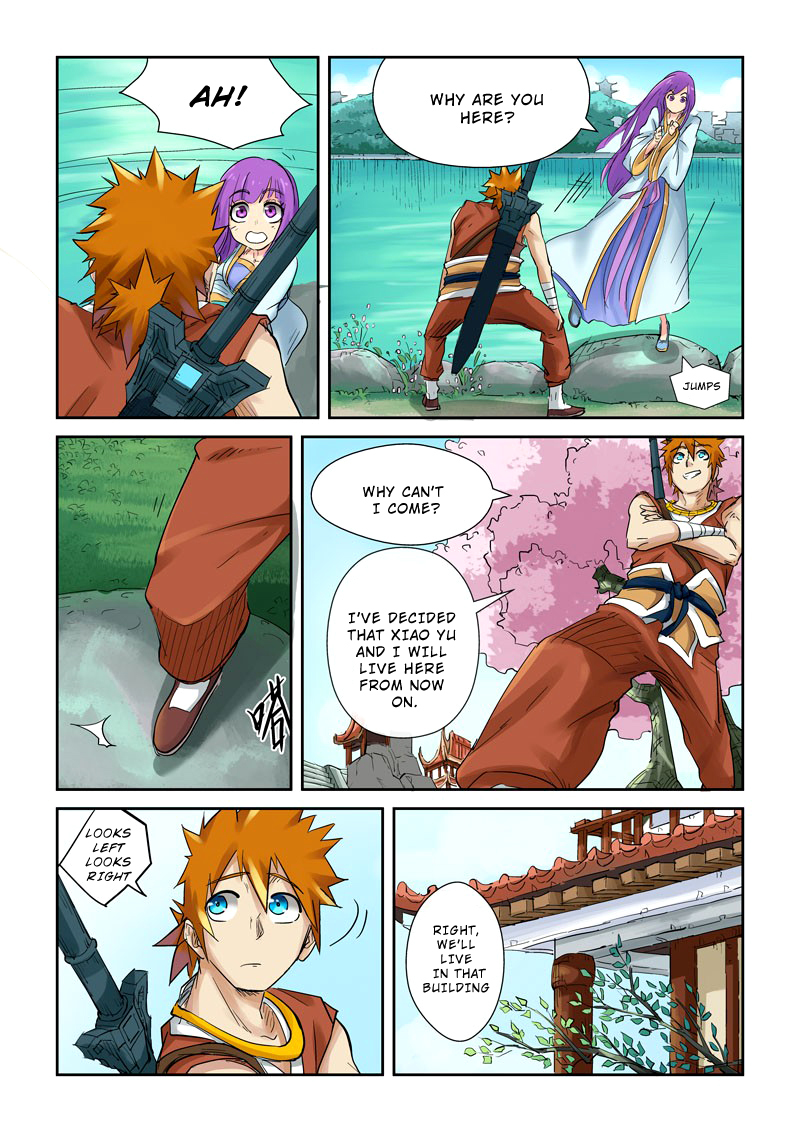 AH!
WHY ARE YOU
HERE?
JUMPS
嗒
WHY CAN'T
I COME?
I'VE DECIDED
THAT XIAO YU
AND I WILL
LIVE HERE
FROM NOW
ON.
LOOKS
LEFT
LOOKS
RIGHT
RIGHT,
WE'LL
LIVE
IN THAT
BUILDING